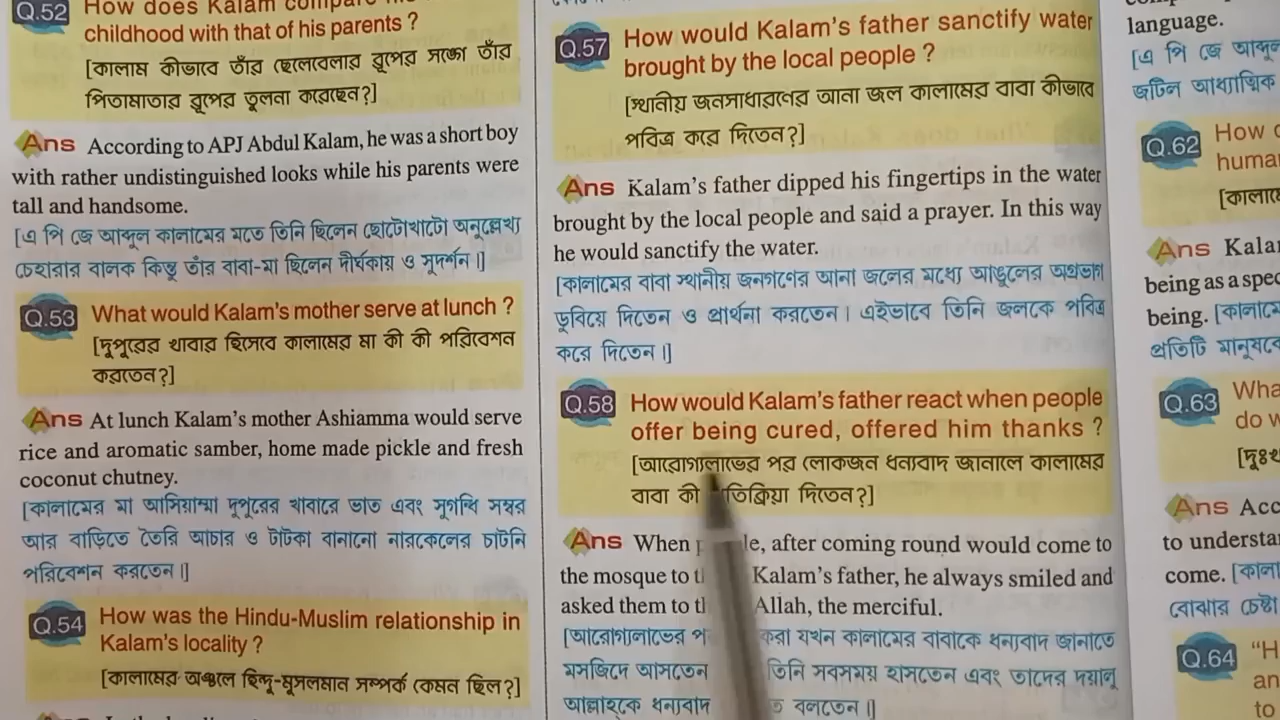 Q.52 How does Kalam compare his
childhood with that of his parents ?
[কালাম কীভাবে তাঁর ছেলেবেলার রূপের সঙ্গে তাঁর
পিতামাতার রূপের তুলনা করেছেন?]
Ans According to APJ Abdul Kalam, he was a short boy
with rather undistinguished looks while his parents were
tall and handsome.
[এ পি জে আব্দুল কালামের মতে তিনি ছিলেন ছোটোখাটো অনুল্লেখ্য
চেহারার বালক কিন্তু তাঁর বাবা-মা ছিলেন দীর্ঘকায় ও সুদর্শন।]
Q.53 What would Kalam's mother serve at lunch ?
[দুপুরের খাবার হিসেবে কালামের মা কী কী পরিবেশন
করতেন?]
Ans At lunch Kalam's mother Ashiamma would serve
rice and aromatic samber, home made pickle and fresh
coconut chutney.
[কালামের মা আসিয়াম্মা দুপুরের খাবারে ভাত এবং সুগন্ধি সম্বর
আর বাড়িতে তৈরি আচার ও টাটকা বানানো নারকেলের চাটনি
পরিবেশন করতেন।]
Q.54 How was the Hindu-Muslim relationship in
Kalam's locality ?
[কালামের অঞ্চলে হিন্দু-মুসলমান সম্পর্ক কেমন ছিল?]
Q.57 How would Kalam's father sanctify water
brought by the local people ?
[স্থানীয় জনসাধারণের আনা জল কালামের বাবা কীভাবে
পবিত্র করে দিতেন?]
Ans Kalam's father dipped his fingertips in the water
brought by the local people and said a prayer. In this way
he would sanctify the water.
[কালামের বাবা স্থানীয় জনগণের আনা জলের মধ্যে আঙুলের অগ্রভাগ
ডুবিয়ে দিতেন ও প্রার্থনা করতেন। এইভাবে তিনি জলকে পবিত্র
করে দিতেন।]
Q.58 How would Kalam's father react when people
offer being cured, offered him thanks ?
[আরোগ্যলাভের পর লোকজন ধন্যবাদ জানালে কালামের
বাবা কী তিক্রিয়া দিতেন?]
Ans When le, after coming round would come to
the mosque to Kalam's father, he always smiled and
asked them to Allah, the merciful.
[আরোগ্যলাভের করা যখন কালামের বাবাকে ধন্যবাদ জানাতে
মসজিদে আসতেন তিনি সবসময় হাসতেন এবং তাদের দয়ালু
আল্লাহকে ধন্যবাদ বলতেন।]
language.
[এ পি জে আব্দুল
জটিল আধ্যাত্মিক
Q.62 How
human
[কালামে
Ans Kalar
being as a spec
being. [কালামে
প্রতিটি মানুষকে
Q.63 Wha
do w
[দুঃখ
Ans Acc
to understa
come. [কালা
বোঝার চেষ্টা
Q.64 "H
an
to